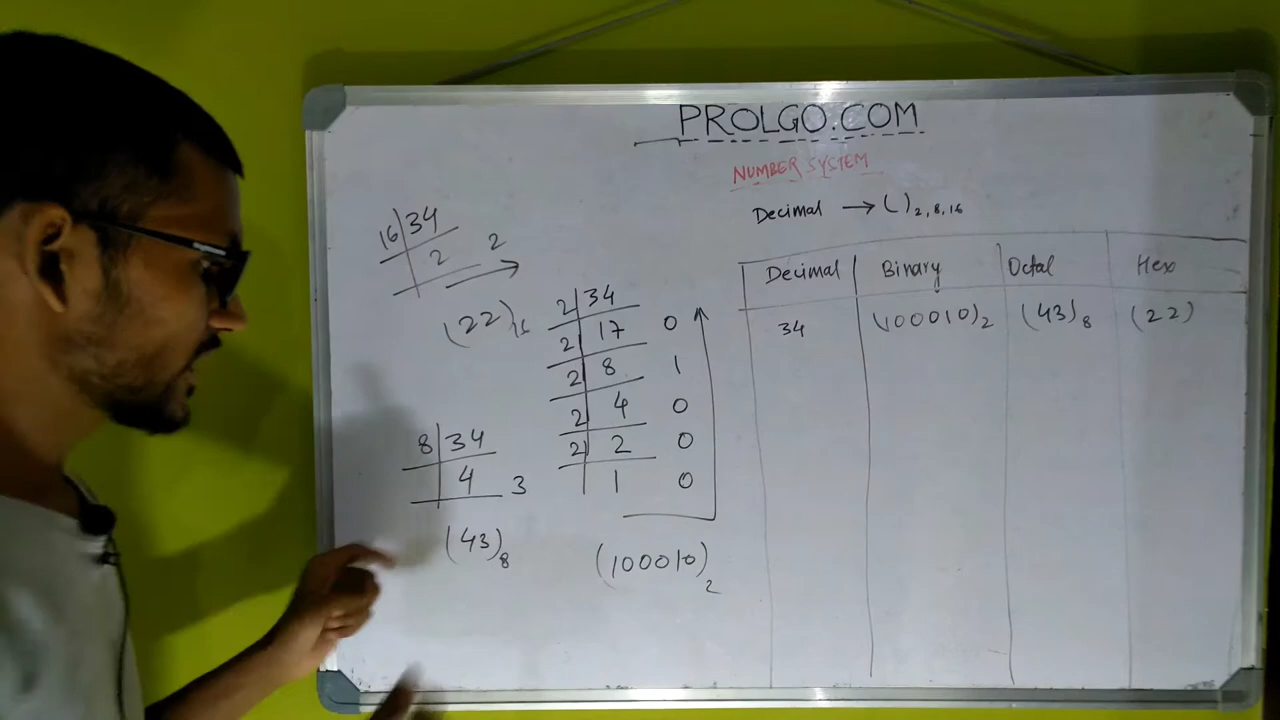 PROLGO.COM
NUMBER SYSTEM
Decimal → ( )2,8,16
16 34
2 2
(22)16
2 34
2 17 0
2 8 1
2 4 0
2 2 0
1 0
(100010)2
8 34
4 3
(43)8
Decimal Binary Octal Hex
34 (100010)2 (43)8 (22)